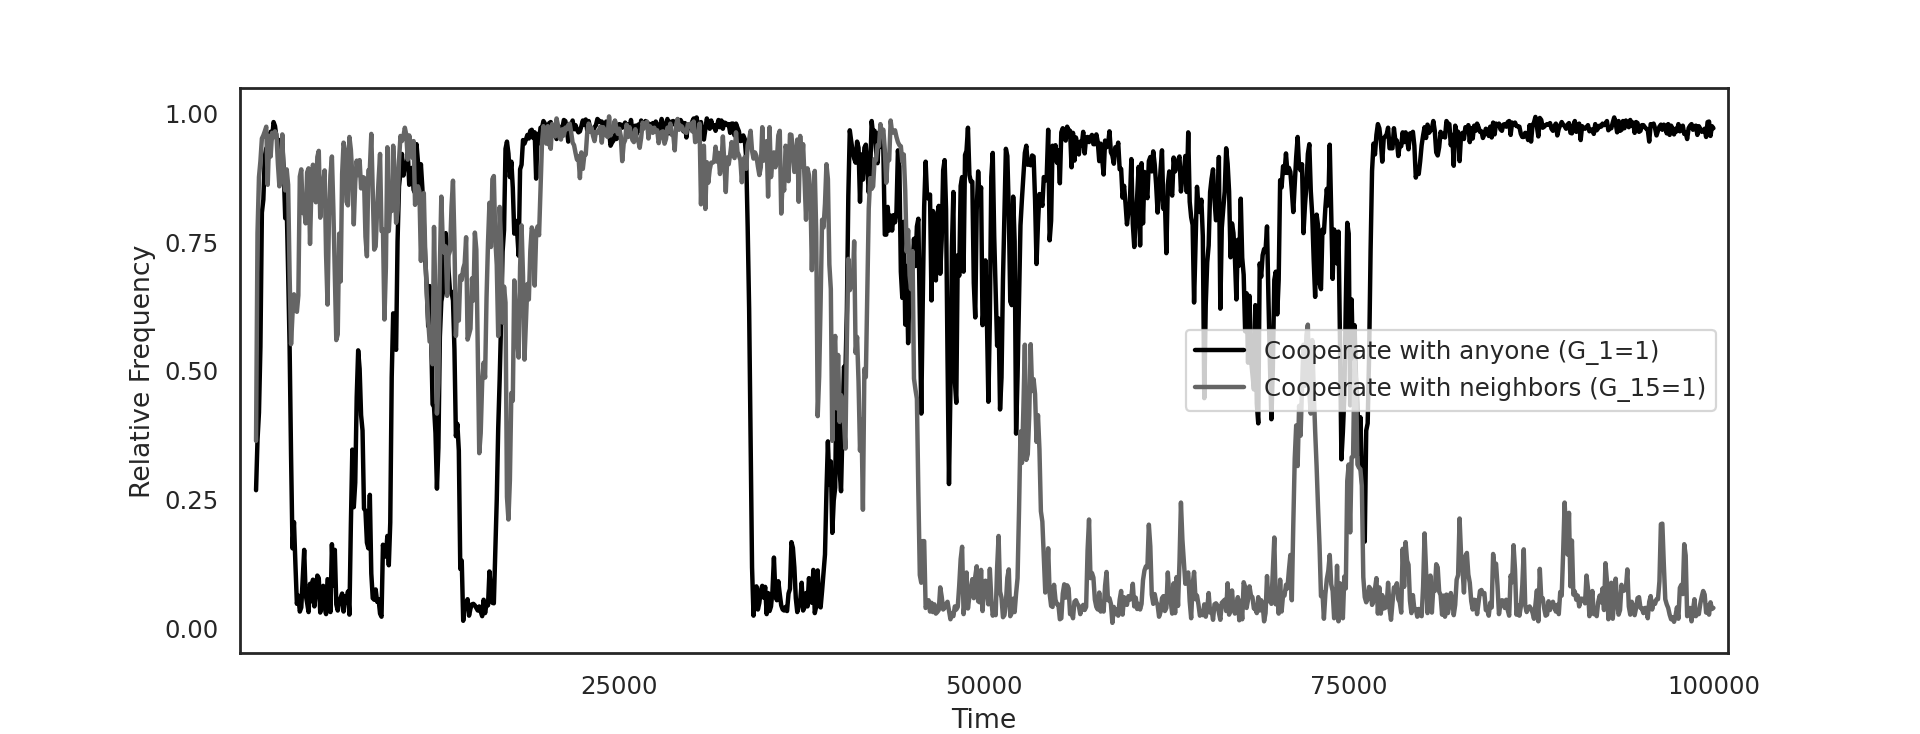 1.00
0.75
0.50
0.25
0.00
Relative Frequency
Cooperate with anyone (G_1=1)
Cooperate with neighbors (G_15=1)
25000 50000 75000 100000
Time